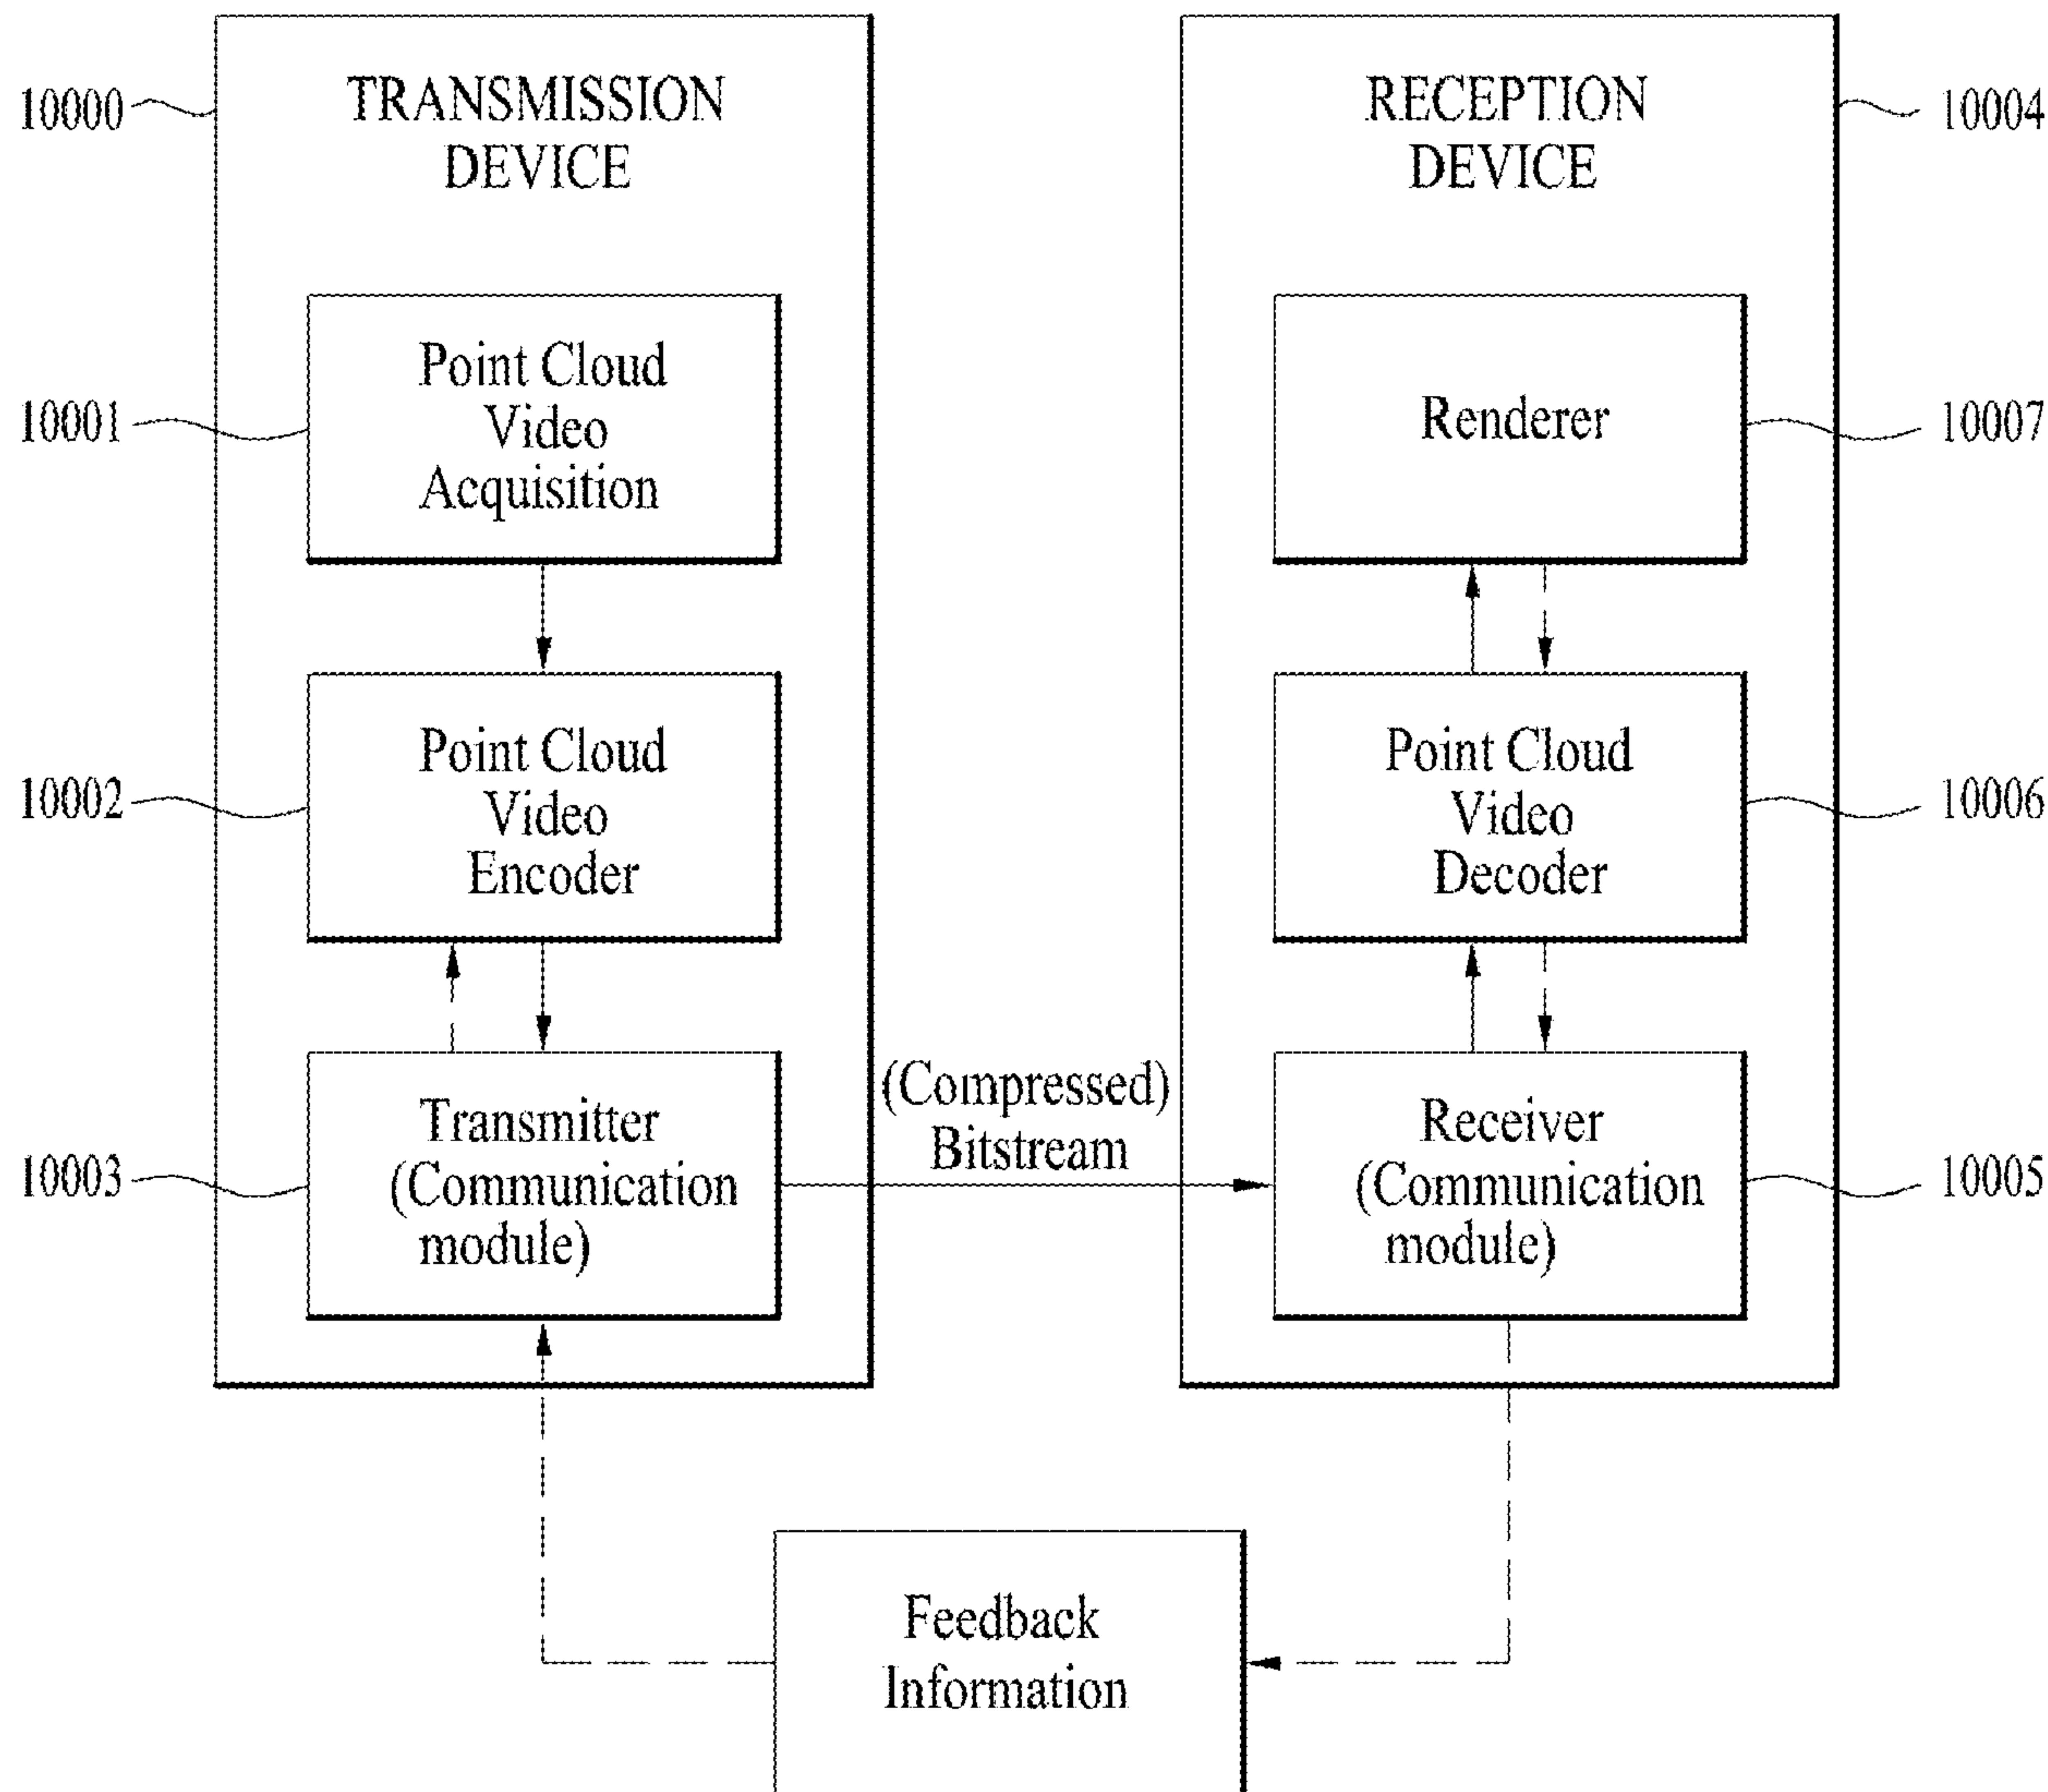 10000
TRANSMISSION
DEVICE
10001
Point Cloud
Video
Acquisition
10002
Point Cloud
Video
Encoder
10003
Transmitter
(Communication
module)
(Compressed)
Bitstream
RECEPTION
DEVICE
10004
Renderer
10007
Point Cloud
Video
Decoder
10006
Receiver
(Communication
module)
10005
Feedback
Information